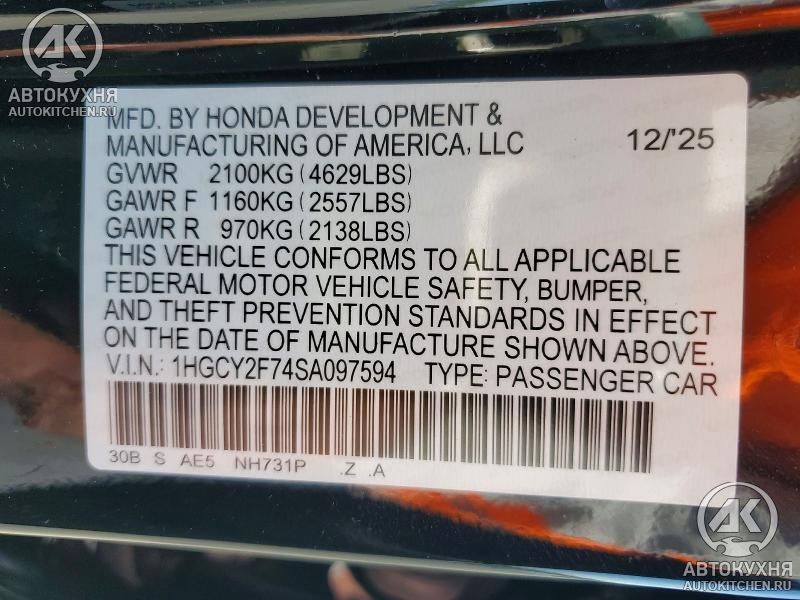 AK
АВТОКУХНЯ
AUTOKITCHEN.RU
MFD. BY HONDA DEVELOPMENT &
MANUFACTURING OF AMERICA, LLC 12/'25
GVWR 2100KG (4629LBS)
GAWR F 1160KG (2557LBS)
GAWR R 970KG (2138LBS)
THIS VEHICLE CONFORMS TO ALL APPLICABLE
FEDERAL MOTOR VEHICLE SAFETY, BUMPER,
AND THEFT PREVENTION STANDARDS IN EFFECT
ON THE DATE OF MANUFACTURE SHOWN ABOVE.
V.I.N.: 1HGCY2F74SA097594 TYPE: PASSENGER CAR
30B S AE5 NH731P .Z .A
AK
АВТОКУХНЯ
AUTOKITCHEN.RU